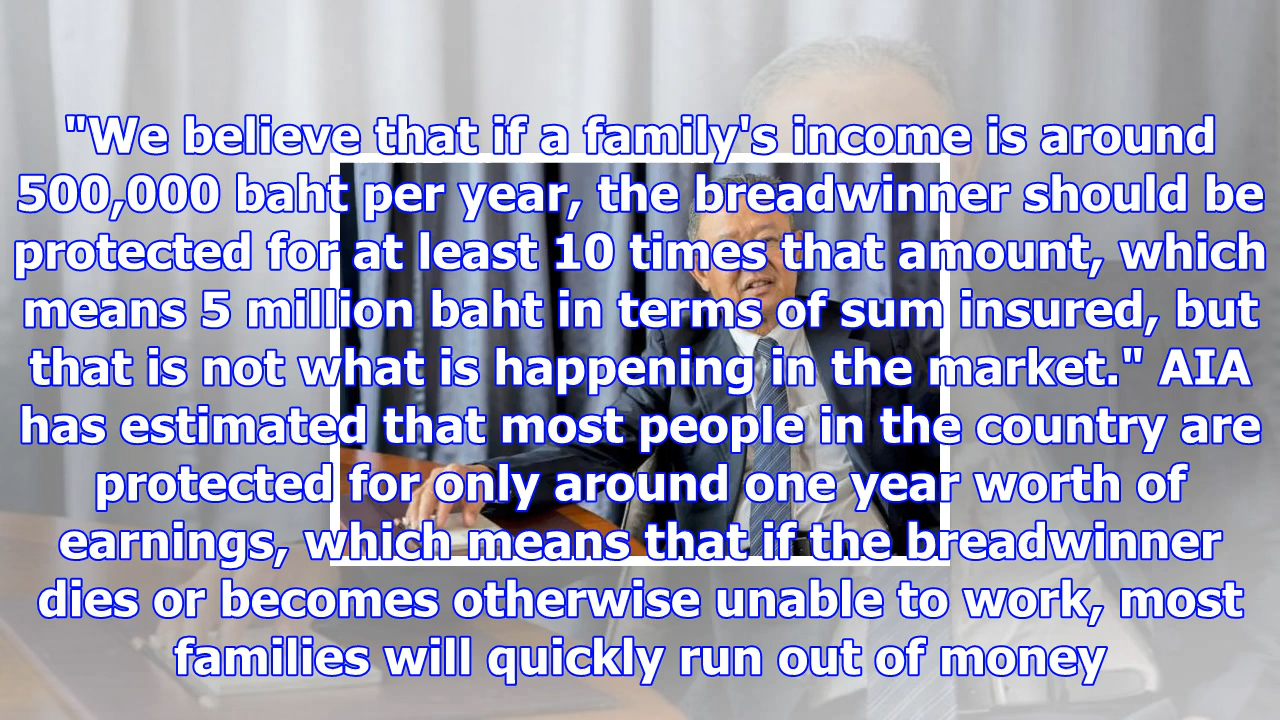 "We believe that if a family's income is around
500,000 baht per year, the breadwinner should be
protected for at least 10 times that amount, which
means 5 million baht in terms of sum insured, but
that is not what is happening in the market." AIA
has estimated that most people in the country are
protected for only around one year worth of
earnings, which means that if the breadwinner
dies or becomes otherwise unable to work, most
families will quickly run out of money